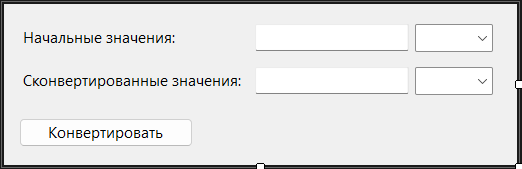 Начальные значения:
Сконвертированные значения:
Конвертировать